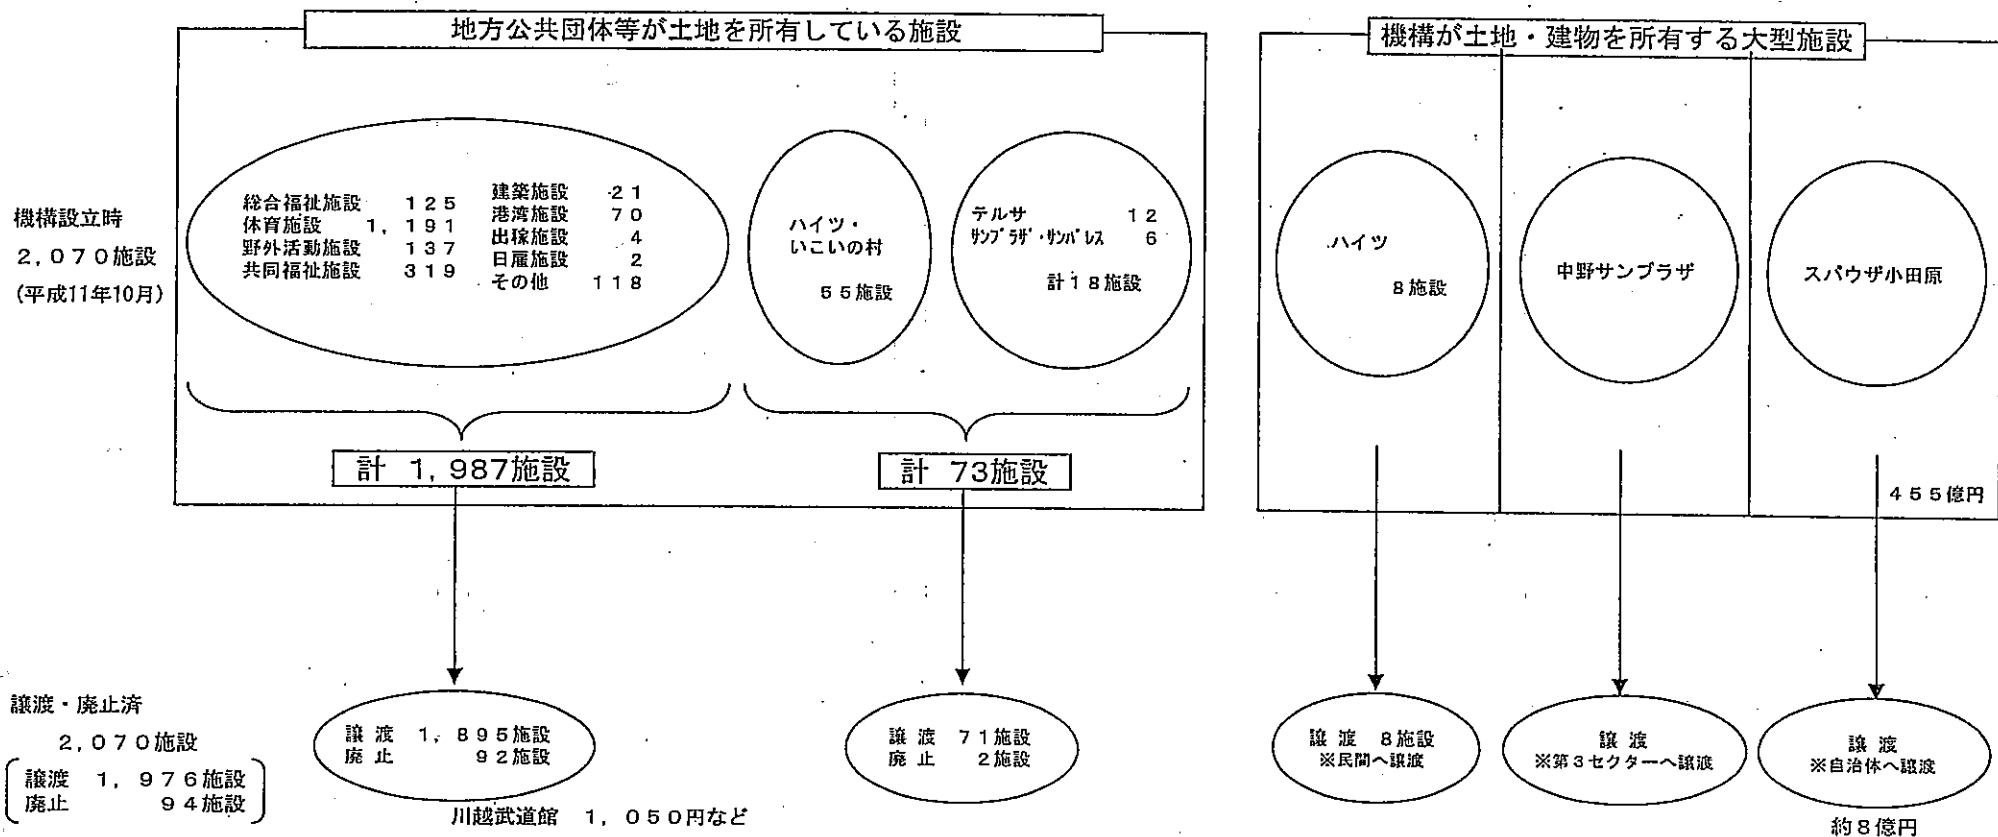 地方公共団体等が土地を所有している施設
機構が土地・建物を所有する大型施設
機構設立時
2,070施設
(平成11年10月)
総合福祉施設 125
体育施設 1,191
野外活動施設 137
共同福祉施設 319
建築施設 21
港湾施設 70
出稼施設 4
日雇施設 2
その他 118
ハイツ・
いこいの村
55施設
テルサ 12
サンプラザ・サンパレス 6
計18施設
ハイツ
8施設
中野サンプラザ
スパウザ小田原
計 1,987施設
計 73施設
455億円
譲渡・廃止済
2,070施設
譲渡 1,976施設
廃止 94施設
譲渡 1,895施設
廃止 92施設
川越武道館 1,050円など
譲渡 71施設
廃止 2施設
譲渡 8施設
※民間へ譲渡
譲渡
※第3セクターへ譲渡
譲渡
※自治体へ譲渡
約8億円